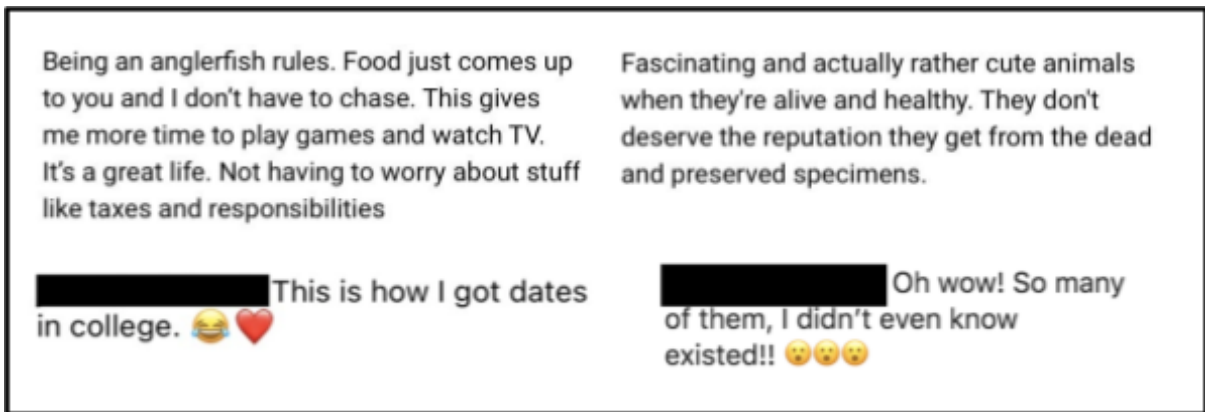 Being an anglerfish rules. Food just comes up
to you and I don't have to chase. This gives
me more time to play games and watch TV.
It's a great life. Not having to worry about stuff
like taxes and responsibilities
This is how I got dates
in college. 😂❤️
Fascinating and actually rather cute animals
when they're alive and healthy. They don't
deserve the reputation they get from the dead
and preserved specimens.
Oh wow! So many
of them, I didn't even know
existed!! 😮😮😮